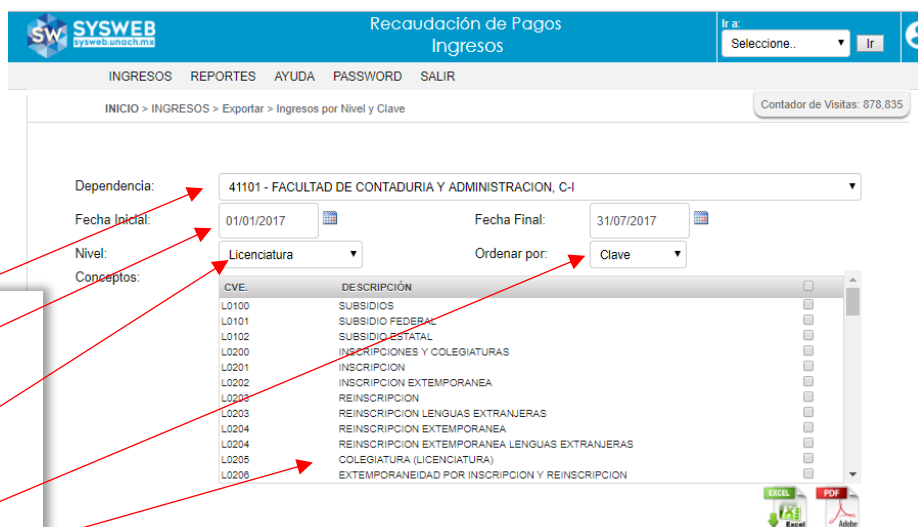 SW SYSWEB
sysweb.unach.mx
Recaudación de Pagos
Ingresos
Ir a:
Seleccione.. Ir
INGRESOS REPORTES AYUDA PASSWORD SALIR
INICIO > INGRESOS > Exportar > Ingresos por Nivel y Clave
Contador de Visitas: 878,835
Dependencia: 41101 - FACULTAD DE CONTADURIA Y ADMINISTRACION, C-I
Fecha Inicial: 01/01/2017 Fecha Final: 31/07/2017
Nivel: Licenciatura Ordenar por: Clave
Conceptos:
CVE. DESCRIPCIÓN
L0100 SUBSIDIOS
L0101 SUBSIDIO FEDERAL
L0102 SUBSIDIO ESTATAL
L0200 INSCRIPCIONES Y COLEGIATURAS
L0201 INSCRIPCION
L0202 INSCRIPCION EXTEMPORANEA
L0203 REINSCRIPCION
L0203 REINSCRIPCION LENGUAS EXTRANJERAS
L0204 REINSCRIPCION EXTEMPORANEA
L0204 REINSCRIPCION EXTEMPORANEA LENGUAS EXTRANJERAS
L0205 COLEGIATURA (LICENCIATURA)
L0206 EXTEMPORANEIDAD POR INSCRIPCION Y REINSCRIPCION
EXCEL PDF
Excel Adobe